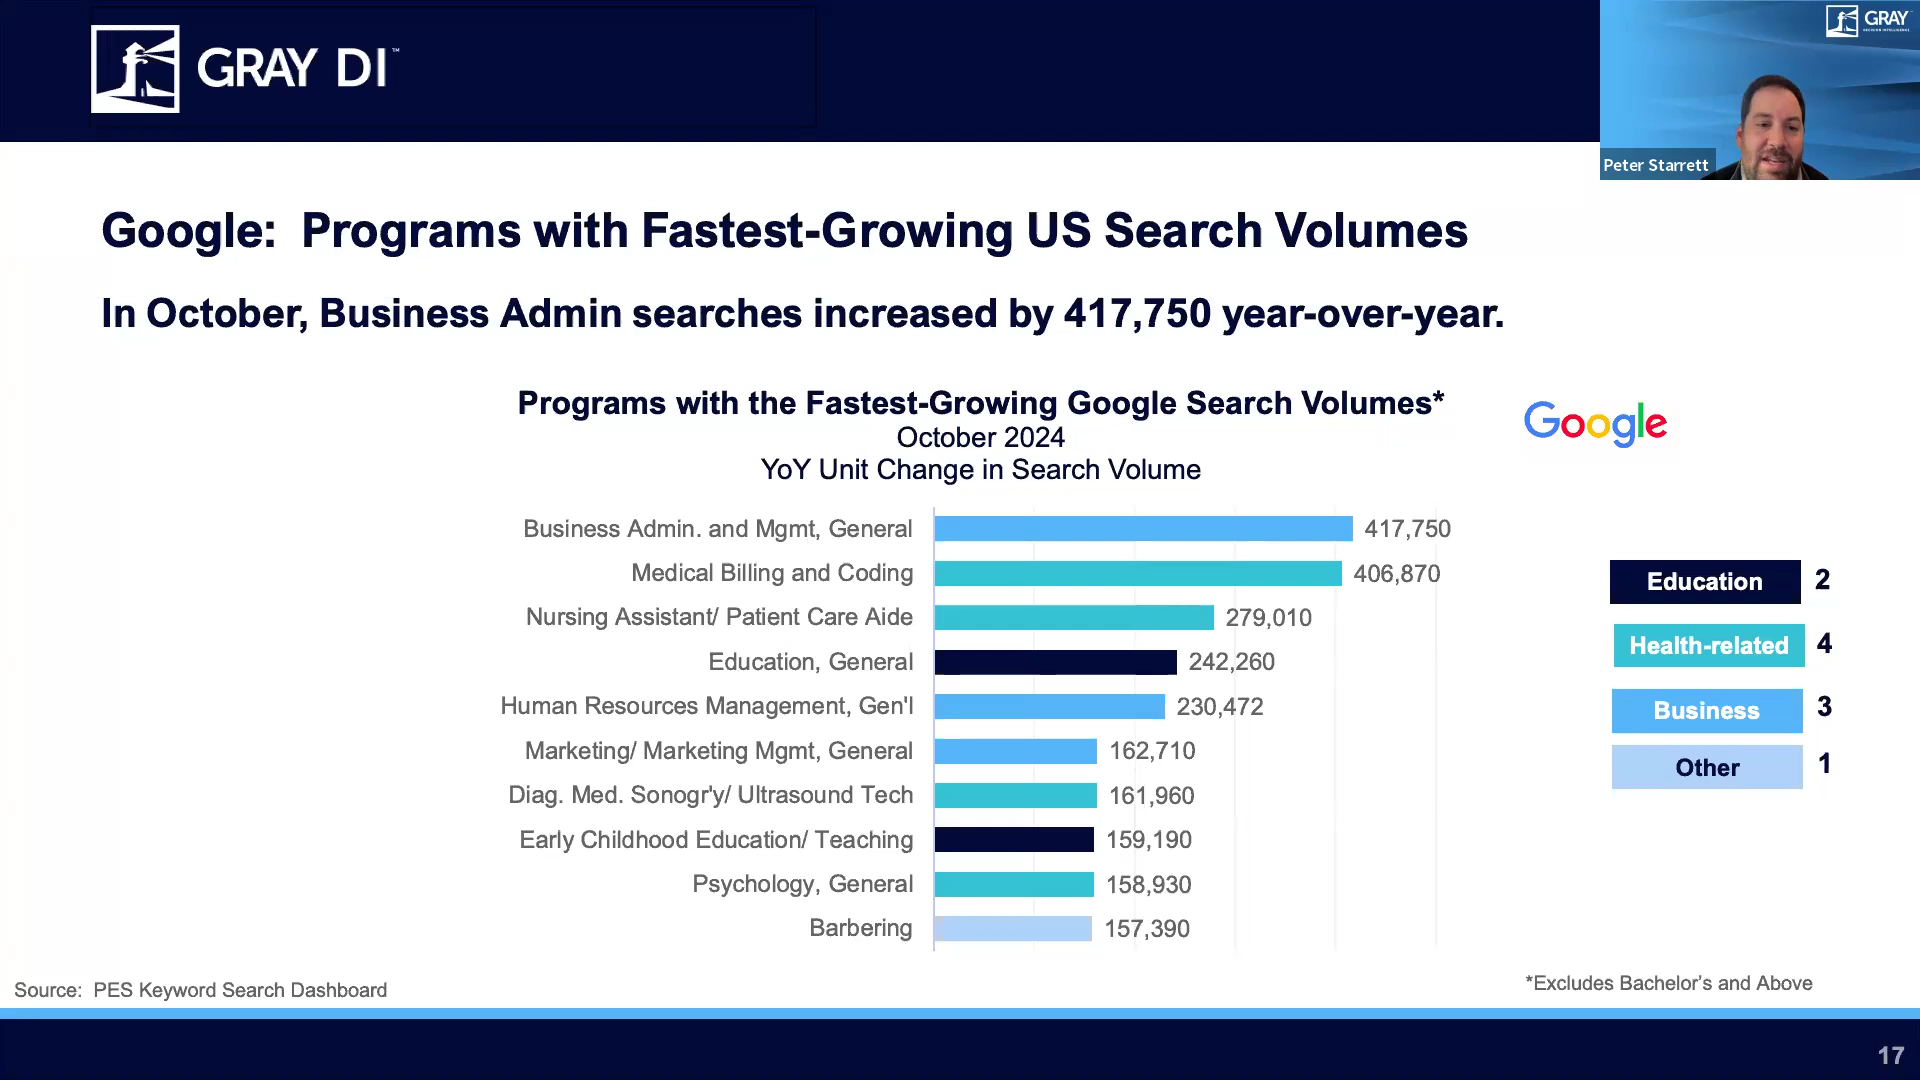 GRAY DI™
GRAY
Peter Starrett
Google: Programs with Fastest-Growing US Search Volumes
In October, Business Admin searches increased by 417,750 year-over-year.
Programs with the Fastest-Growing Google Search Volumes*
October 2024
YoY Unit Change in Search Volume
Google
Business Admin. and Mgmt, General 417,750
Medical Billing and Coding 406,870
Nursing Assistant/ Patient Care Aide 279,010
Education, General 242,260
Human Resources Management, Gen'l 230,472
Marketing/ Marketing Mgmt, General 162,710
Diag. Med. Sonogr'y/ Ultrasound Tech 161,960
Early Childhood Education/ Teaching 159,190
Psychology, General 158,930
Barbering 157,390
Education 2
Health-related 4
Business 3
Other 1
Source: PES Keyword Search Dashboard
*Excludes Bachelor’s and Above
17